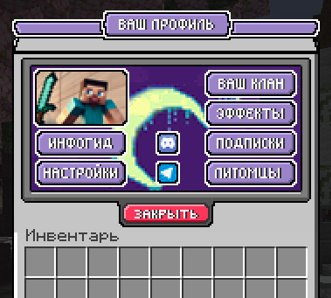 ВАШ ПРОФИЛЬ
ВАШ КЛАН
ЭФФЕКТЫ
ИНФОГИД
ПОДПИСКИ
НАСТРОЙКИ
ПИТОМЦЫ
ЗАКРЫТЬ
Инвентарь